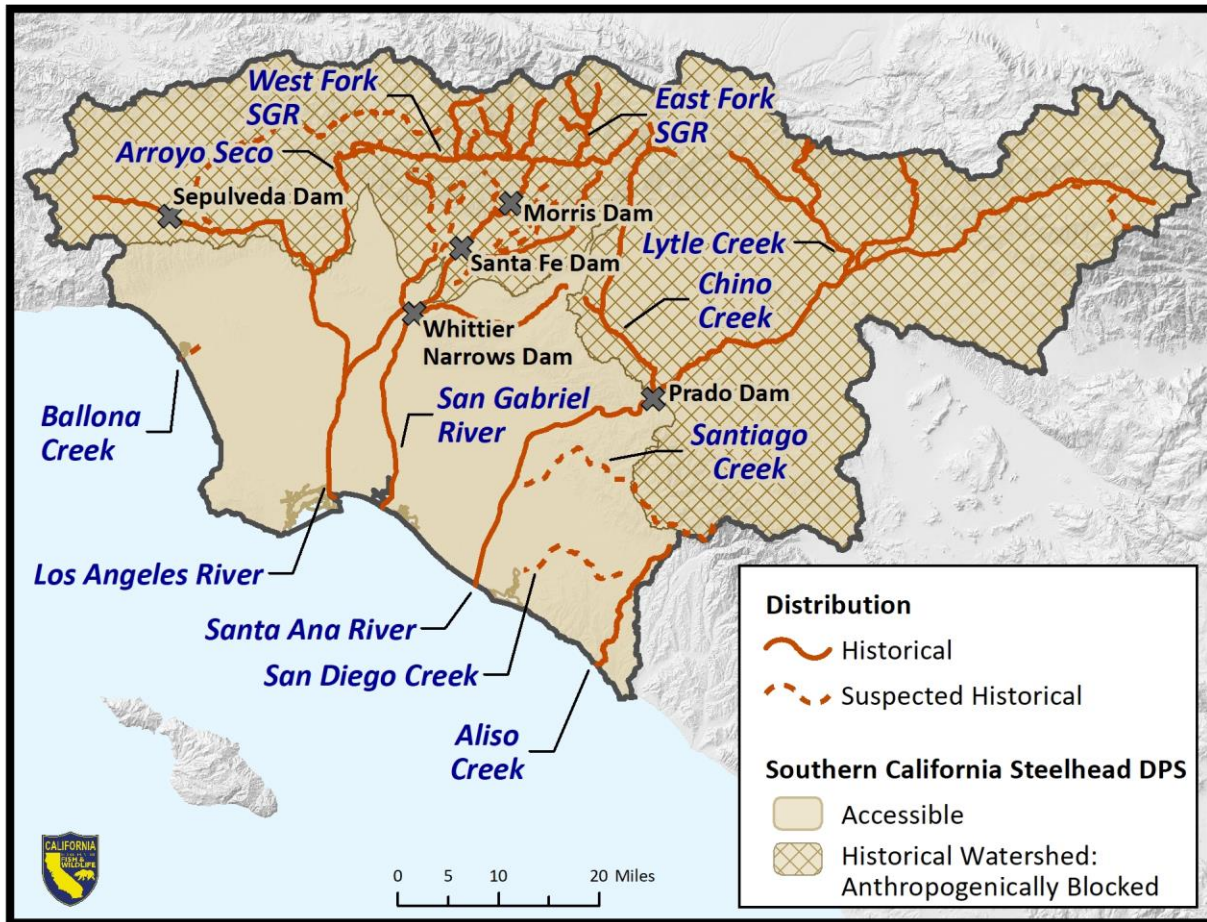 West Fork
SGR
East Fork
SGR
Arroyo Seco
Sepulveda Dam
Morris Dam
Lytle Creek
Santa Fe Dam
Chino
Creek
Whittier
Narrows Dam
Prado Dam
Ballona
Creek
San Gabriel
River
Santiago
Creek
Los Angeles River
Santa Ana River
San Diego Creek
Aliso
Creek
Distribution
Historical
Suspected Historical
Southern California Steelhead DPS
Accessible
Historical Watershed:
Anthropogenically Blocked
CALIFORNIA
FISH &
WILDLIFE
0 5 10 20 Miles